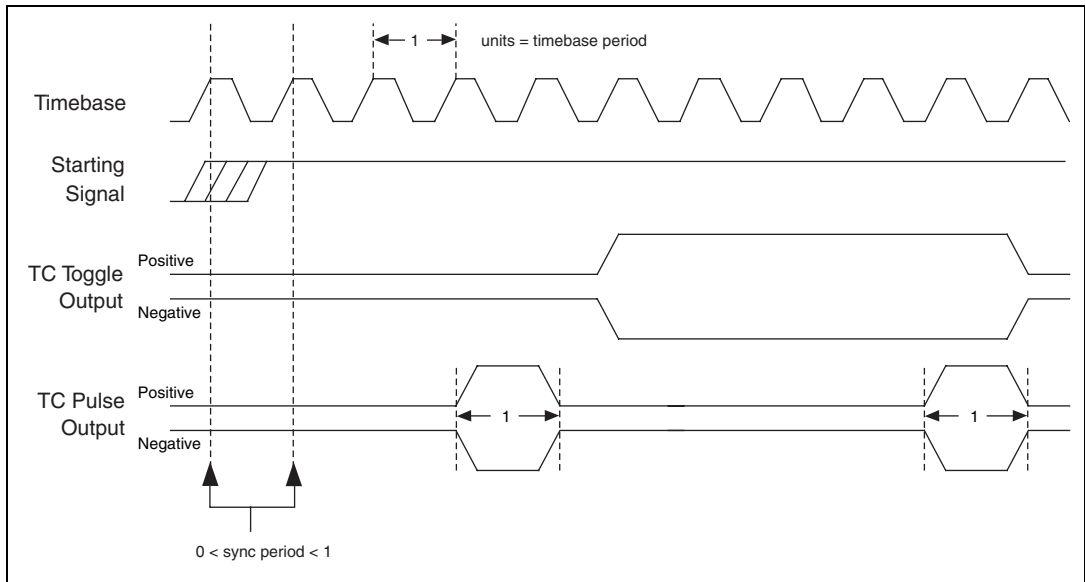 1
units = timebase period
Timebase
Starting
Signal
Positive
TC Toggle
Output
Negative
Positive
TC Pulse
Output
1
1
Negative
0 < sync period < 1